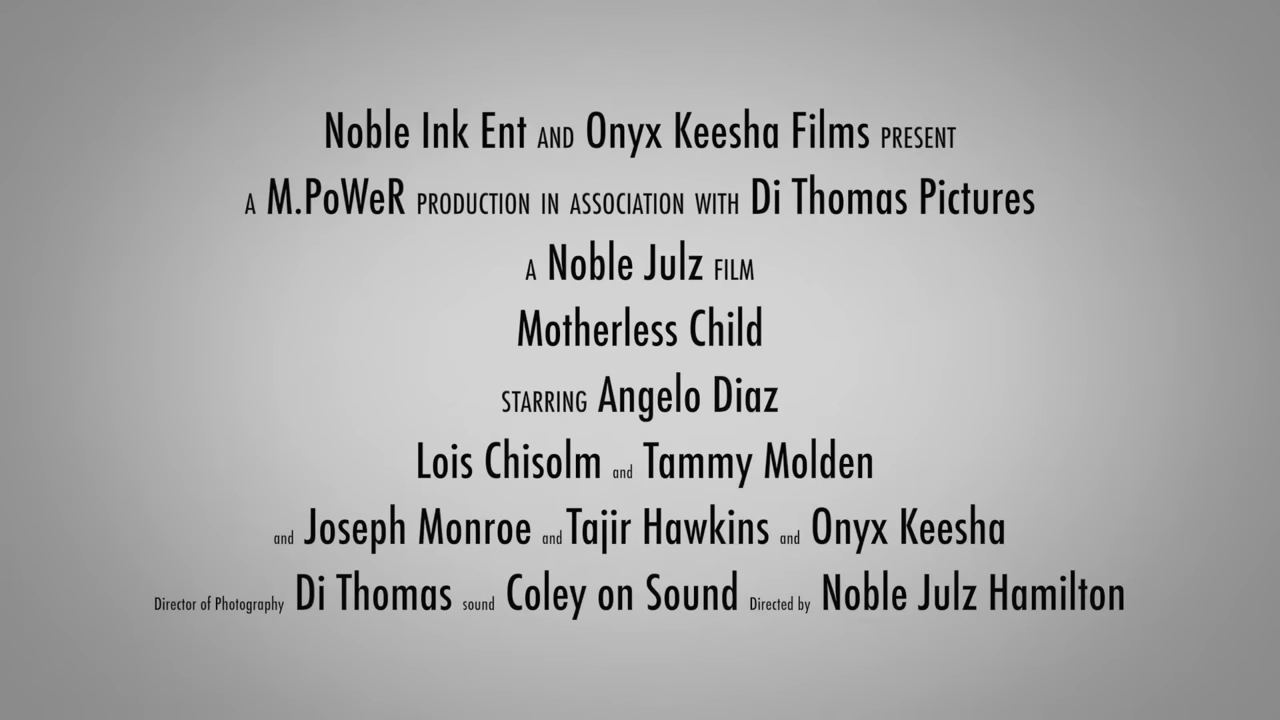 Noble Ink Ent AND Onyx Keesha Films PRESENT
A M.PoWeR PRODUCTION IN ASSOCIATION WITH Di Thomas Pictures
A Noble Julz FILM
Motherless Child
STARRING Angelo Diaz
Lois Chisolm and Tammy Molden
and Joseph Monroe and Tajir Hawkins and Onyx Keesha
Director of Photography Di Thomas sound Coley on Sound Directed by Noble Julz Hamilton